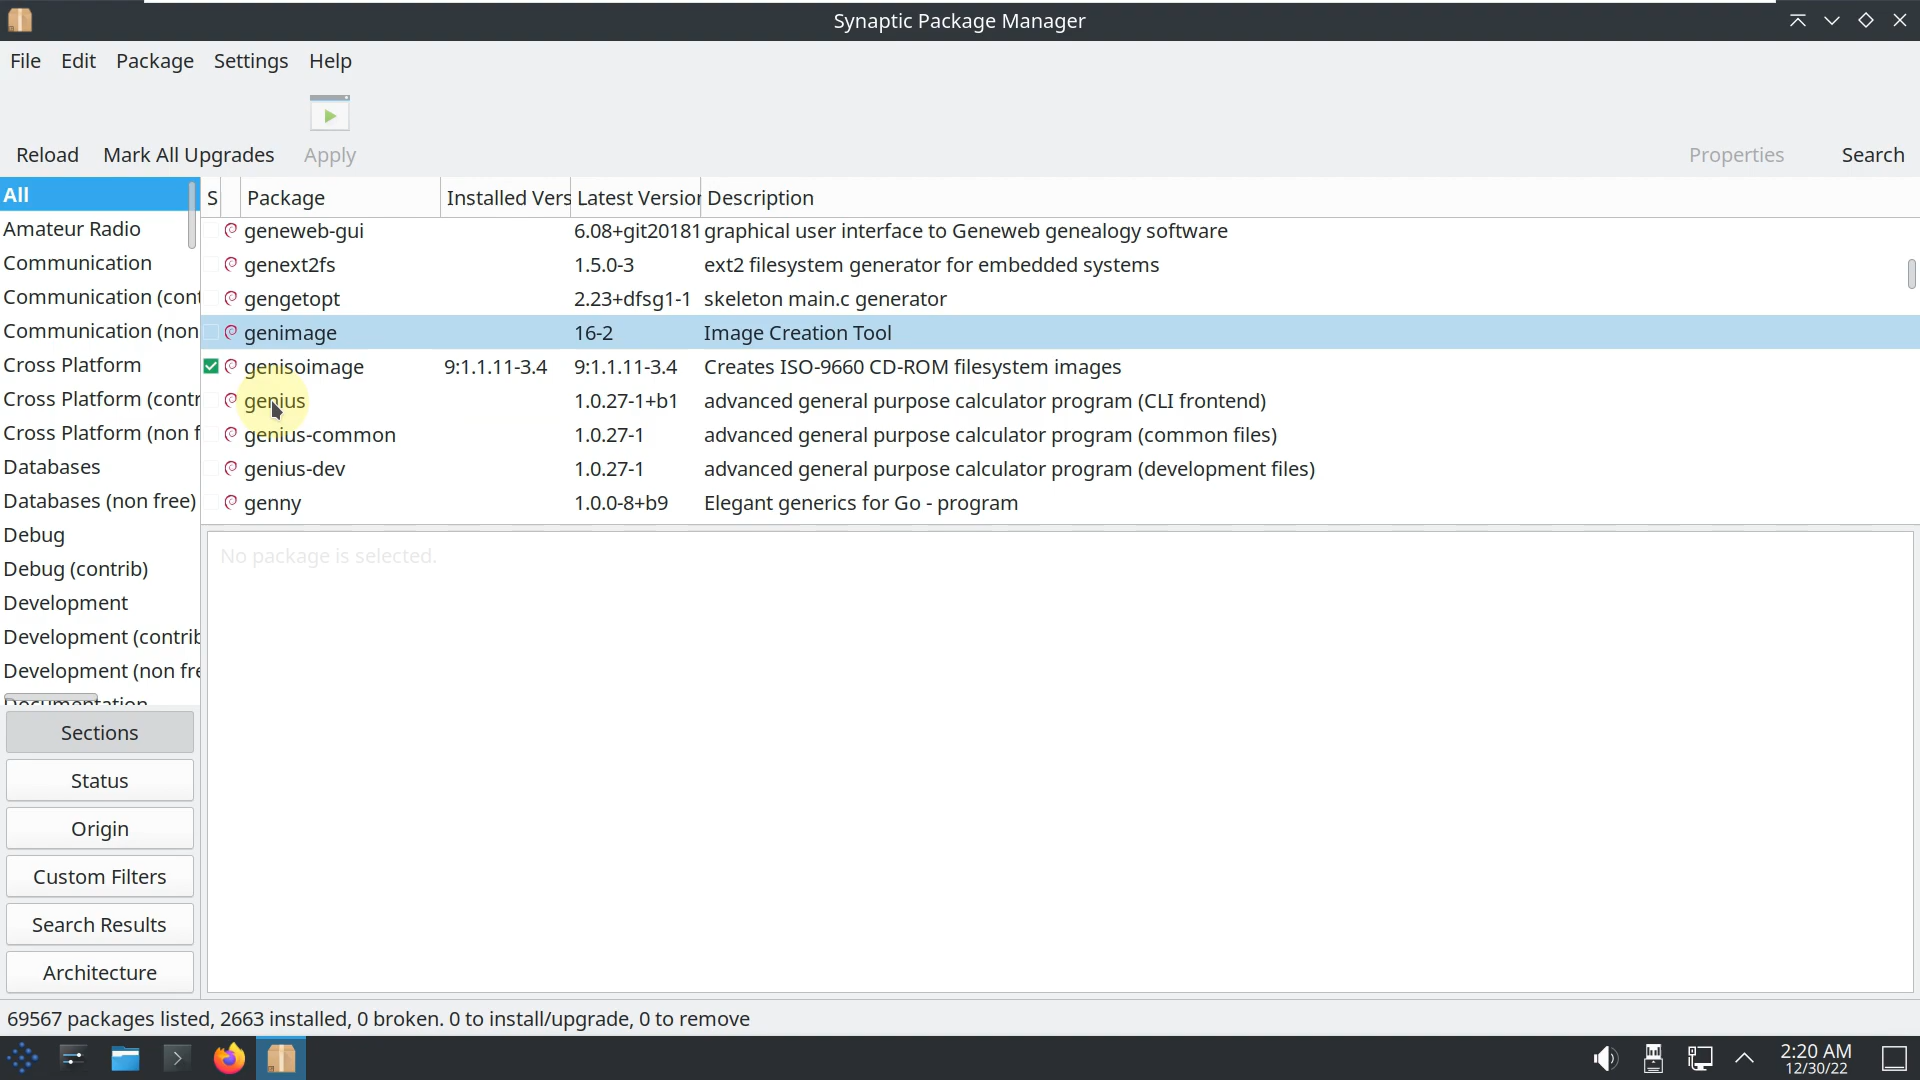 Synaptic Package Manager
File Edit Package Settings Help
Reload Mark All Upgrades Apply Properties Search
All
Amateur Radio
Communication
Communication (cont
Communication (non
Cross Platform
Cross Platform (contr
Cross Platform (non f
Databases
Databases (non free)
Debug
Debug (contrib)
Development
Development (contrib
Development (non fre
Documentation
S Package Installed Vers Latest Version Description
geneweb-gui 6.08+git20181 graphical user interface to Geneweb genealogy software
genext2fs 1.5.0-3 ext2 filesystem generator for embedded systems
gengetopt 2.23+dfsg1-1 skeleton main.c generator
genimage 16-2 Image Creation Tool
genisoimage 9:1.1.11-3.4 9:1.1.11-3.4 Creates ISO-9660 CD-ROM filesystem images
genius 1.0.27-1+b1 advanced general purpose calculator program (CLI frontend)
genius-common 1.0.27-1 advanced general purpose calculator program (common files)
genius-dev 1.0.27-1 advanced general purpose calculator program (development files)
genny 1.0.0-8+b9 Elegant generics for Go - program
No package is selected.
Sections
Status
Origin
Custom Filters
Search Results
Architecture
69567 packages listed, 2663 installed, 0 broken. 0 to install/upgrade, 0 to remove
2:20 AM
12/30/22